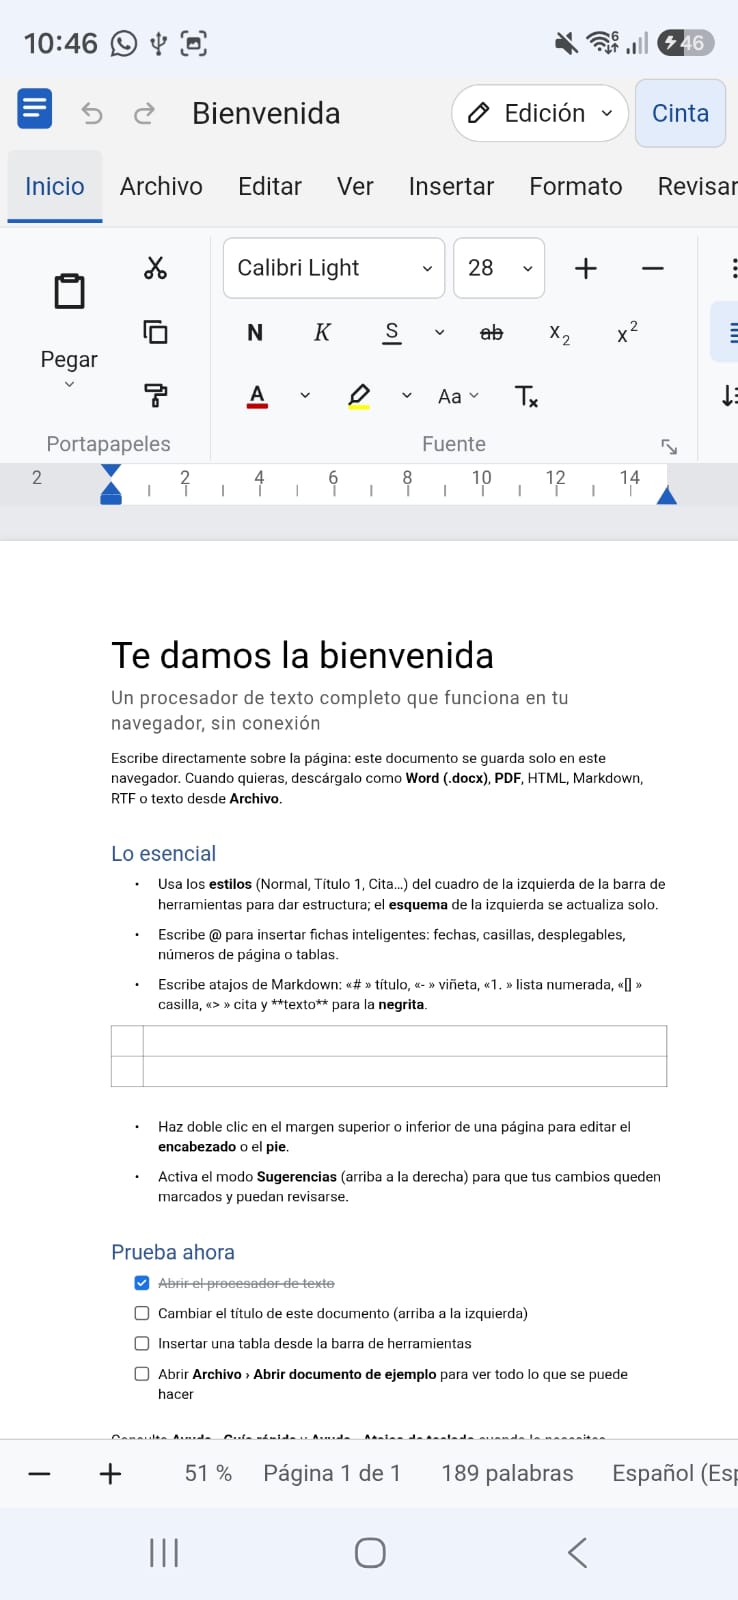 10:46
6
46
Bienvenida
Edición
Cinta
Inicio Archivo Editar Ver Insertar Formato Revisar
Calibri Light
28
Pegar
N K S ab x2 x2
A Aa Tx
Portapapeles
Fuente
2 2 4 6 8 10 12 14
Te damos la bienvenida
Un procesador de texto completo que funciona en tu
navegador, sin conexión
Escribe directamente sobre la página: este documento se guarda solo en este
navegador. Cuando quieras, descárgalo como Word (.docx), PDF, HTML, Markdown,
RTF o texto desde Archivo.
Lo esencial
· Usa los estilos (Normal, Título 1, Cita...) del cuadro de la izquierda de la barra de
herramientas para dar estructura; el esquema de la izquierda se actualiza solo.
· Escribe @ para insertar fichas inteligentes: fechas, casillas, desplegables,
números de página o tablas.
· Escribe atajos de Markdown: «# » título, «- » viñeta, «1. » lista numerada, «[] »
casilla, «> » cita y **texto** para la negrita.
· Haz doble clic en el margen superior o inferior de una página para editar el
encabezado o el pie.
· Activa el modo Sugerencias (arriba a la derecha) para que tus cambios queden
marcados y puedan revisarse.
Prueba ahora
Abrir el procesador de texto
Cambiar el título de este documento (arriba a la izquierda)
Insertar una tabla desde la barra de herramientas
Abrir Archivo › Abrir documento de ejemplo para ver todo lo que se puede
hacer
51 % Página 1 de 1 189 palabras Español (Esp